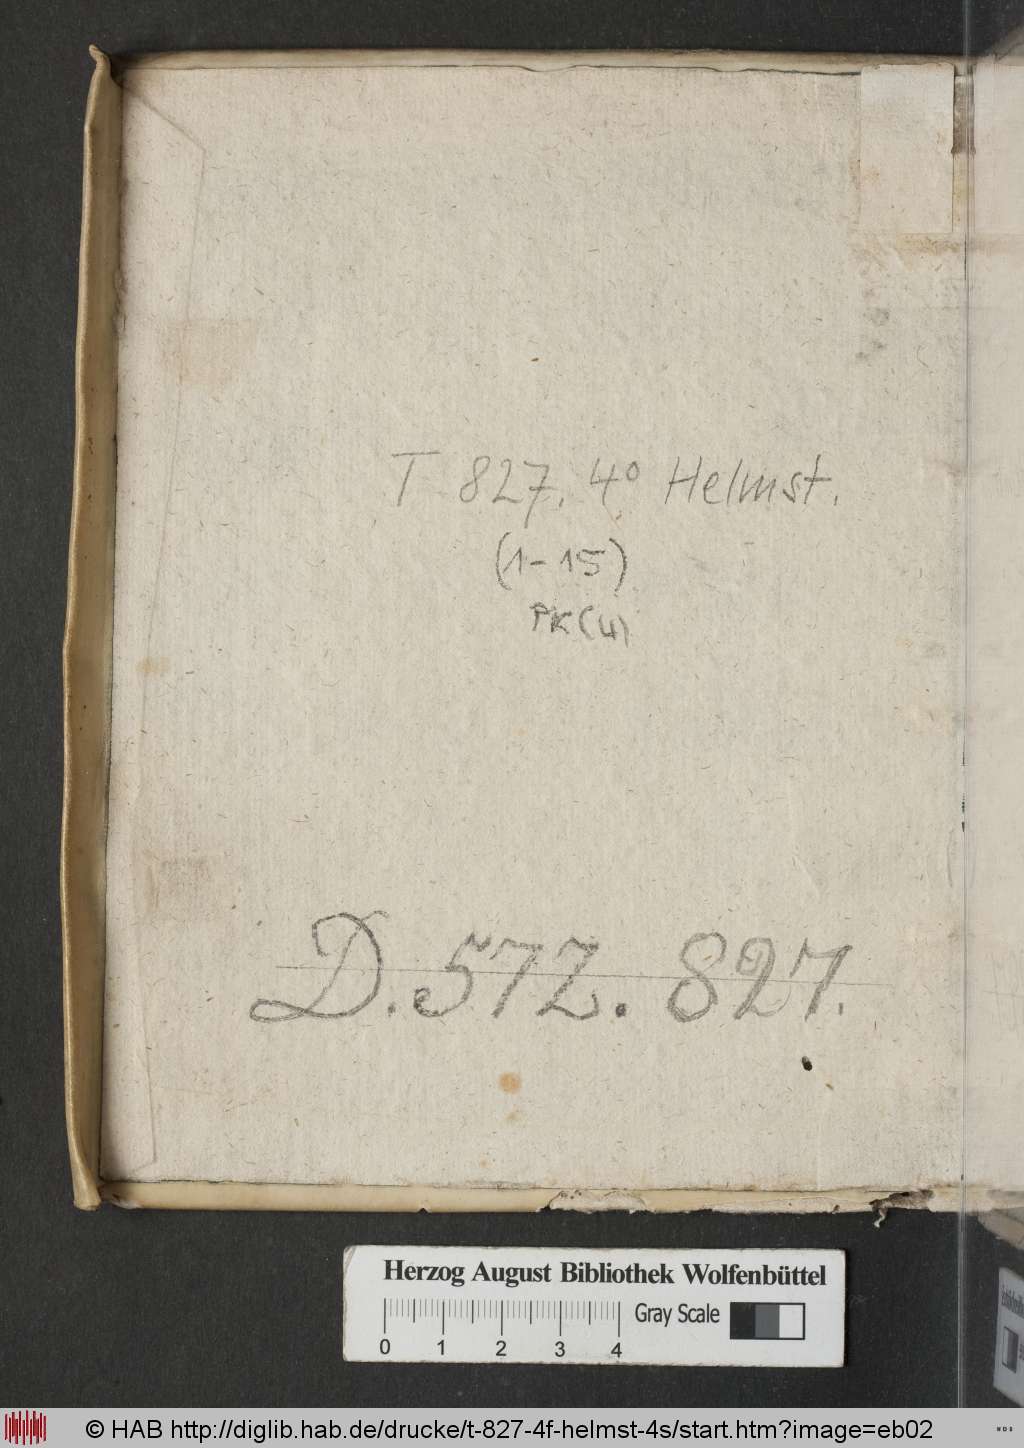 T 827. 4° Helmst.
(1-15)
PK(4)
D. 572. 827.
Herzog August Bibliothek Wolfenbüttel
Gray Scale
0 1 2 3 4
© HAB http://diglib.hab.de/drucke/t-827-4f-helmst-4s/start.htm?image=eb02